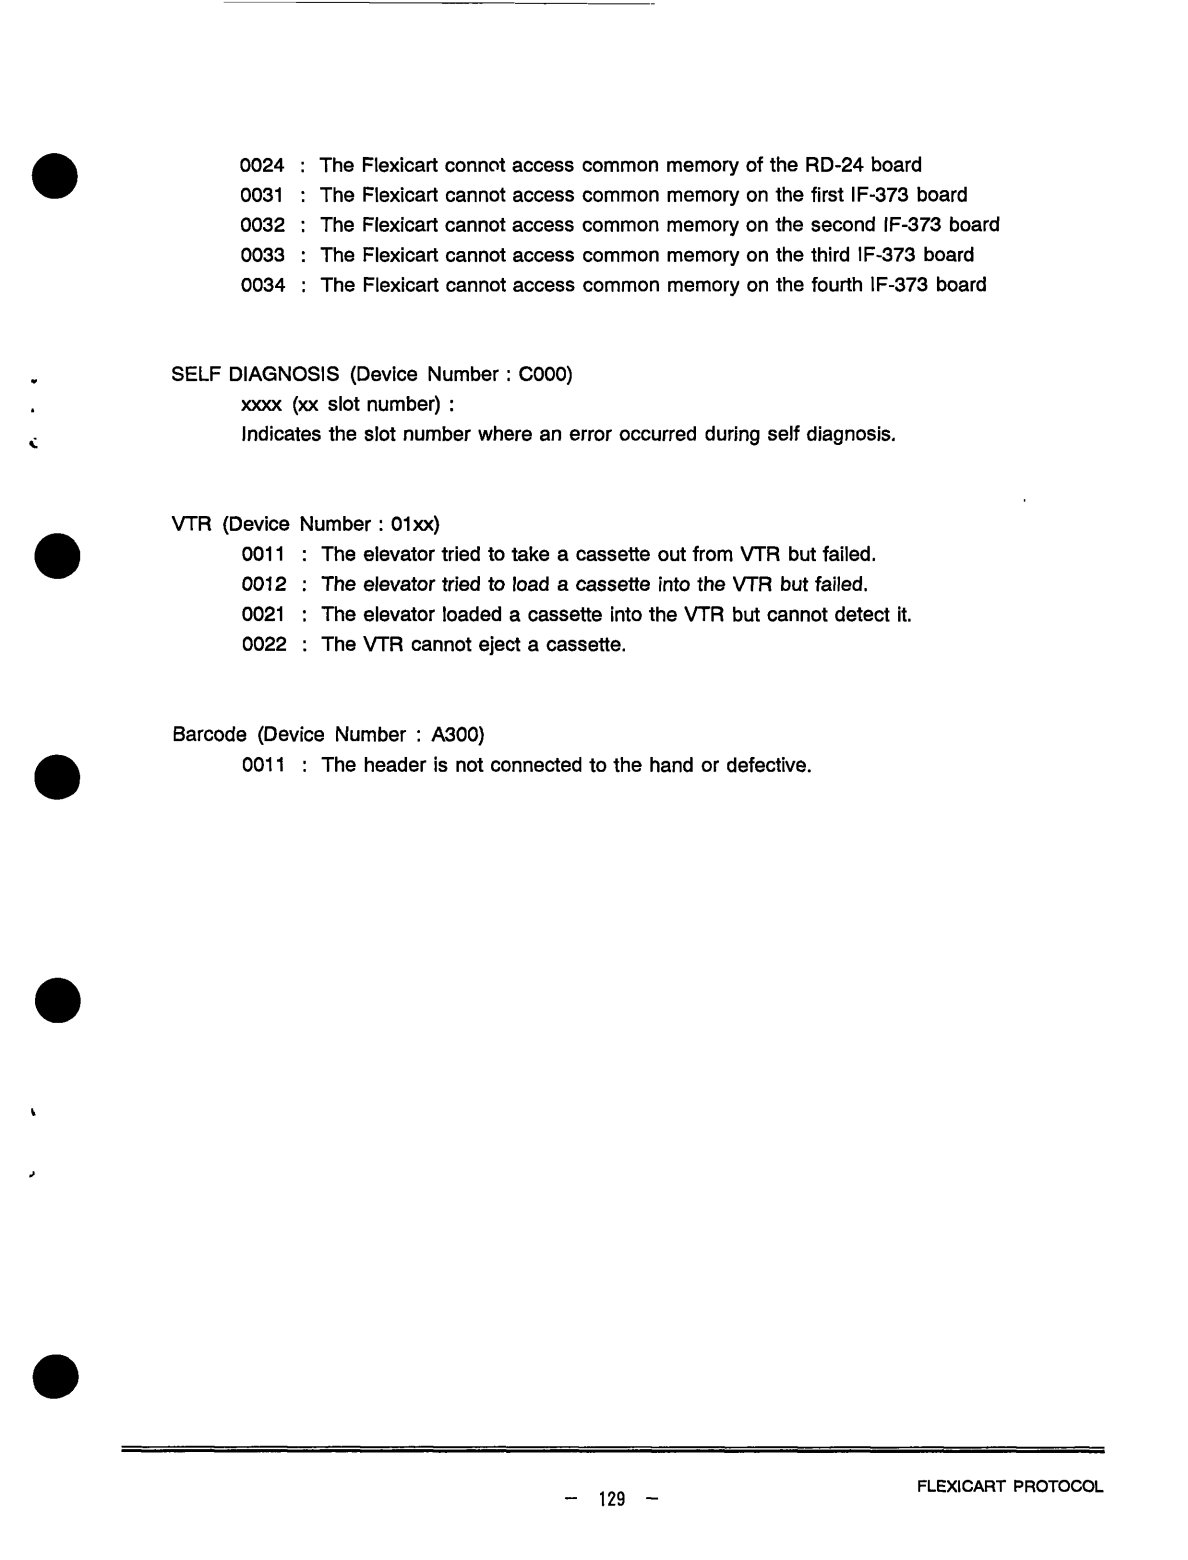 0024 : The Flexicart connot access common memory of the RD-24 board
0031 : The Flexicart cannot access common memory on the first IF-373 board
0032 : The Flexicart cannot access common memory on the second IF-373 board
0033 : The Flexicart cannot access common memory on the third IF-373 board
0034 : The Flexicart cannot access common memory on the fourth IF-373 board
SELF DIAGNOSIS (Device Number : C000)
xxxx (xx slot number) :
Indicates the slot number where an error occurred during self diagnosis.
VTR (Device Number : 01xx)
0011 : The elevator tried to take a cassette out from VTR but failed.
0012 : The elevator tried to load a cassette into the VTR but failed.
0021 : The elevator loaded a cassette into the VTR but cannot detect it.
0022 : The VTR cannot eject a cassette.
Barcode (Device Number : A300)
0011 : The header is not connected to the hand or defective.
FLEXICART PROTOCOL
– 129 –